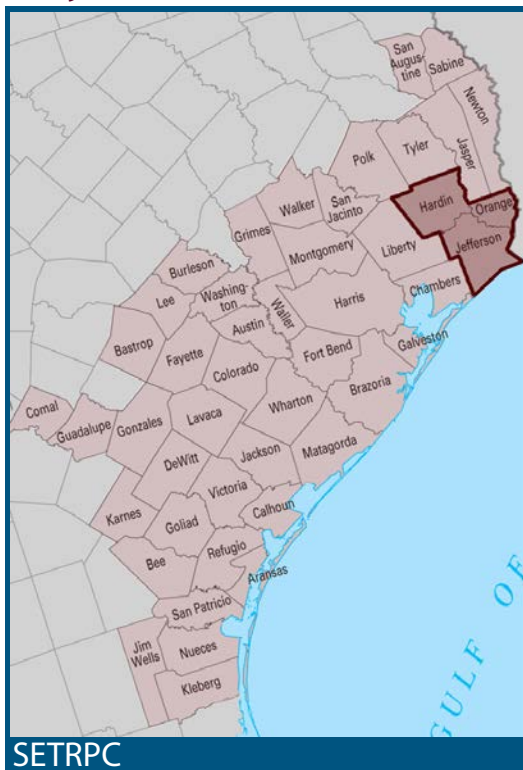 San
Augus-
tine
Sabine
Newton
Jasper
Polk
Tyler
Walker
San
Jacinto
Hardin
Orange
Grimes
Montgomery
Liberty
Jefferson
Burleson
Washing-
ton
Waller
Harris
Chambers
Lee
Austin
Bastrop
Fayette
Colorado
Fort Bend
Galveston
Brazoria
Comal
Guadalupe
Gonzales
Lavaca
Wharton
DeWitt
Jackson
Matagorda
Victoria
Karnes
Goliad
Calhoun
Bee
Refugio
Aransas
San Patricio
Jim
Wells
Nueces
Kleberg
GULF OF
SETRPC